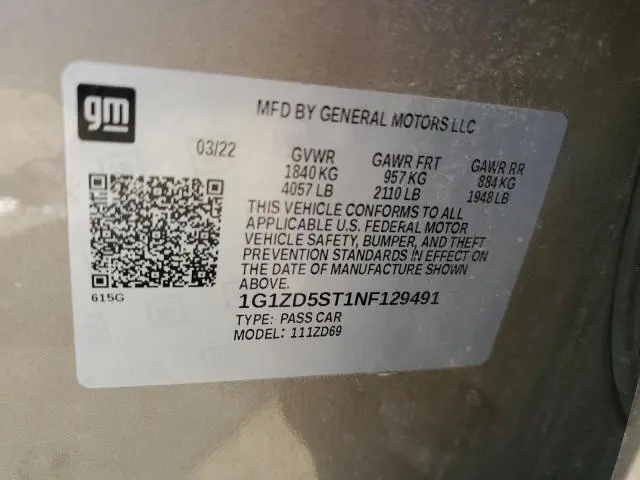 gm
MFD BY GENERAL MOTORS LLC
03/22 GVWR GAWR FRT GAWR RR
1840 KG 957 KG 884 KG
4057 LB 2110 LB 1948 LB
THIS VEHICLE CONFORMS TO ALL
APPLICABLE U.S. FEDERAL MOTOR
VEHICLE SAFETY, BUMPER, AND THEFT
PREVENTION STANDARDS IN EFFECT ON
THE DATE OF MANUFACTURE SHOWN
ABOVE.
615G
1G1ZD5ST1NF129491
TYPE: PASS CAR
MODEL: 111ZD69